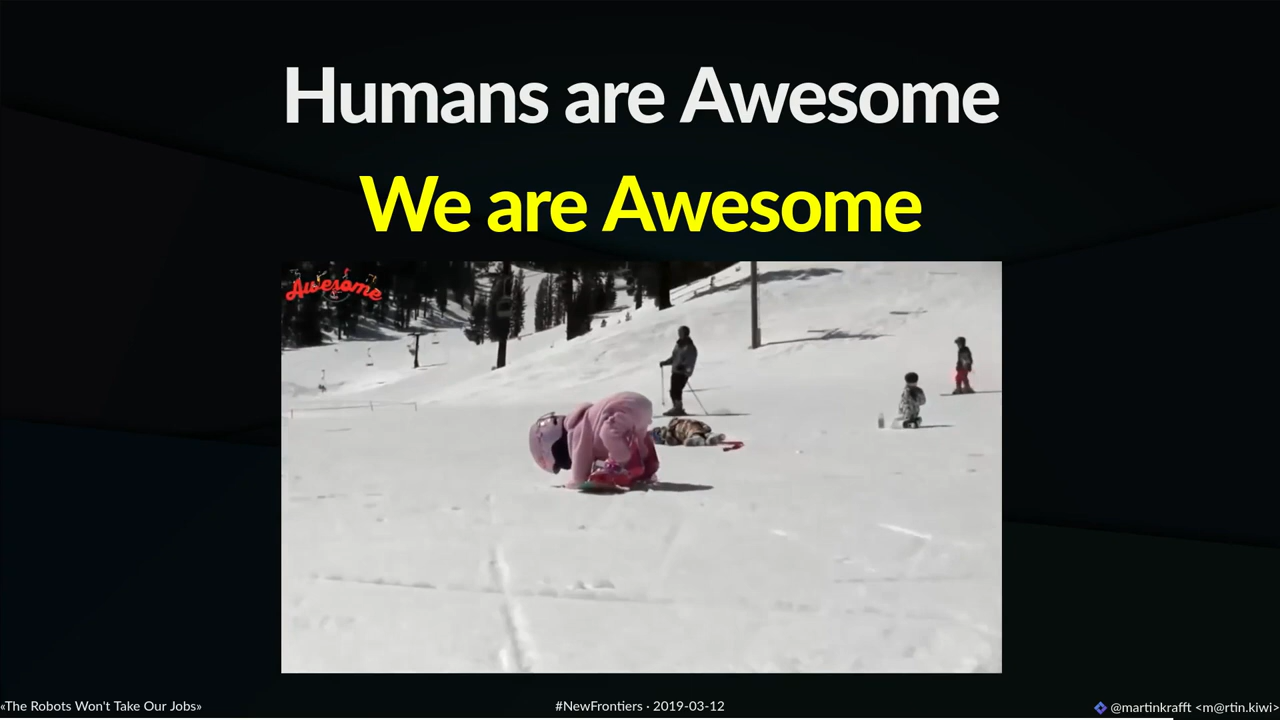 Humans are Awesome
We are Awesome
Awesome
«The Robots Won't Take Our Jobs»
#NewFrontiers · 2019-03-12
@martinkrafft <m@rtin.kiwi>